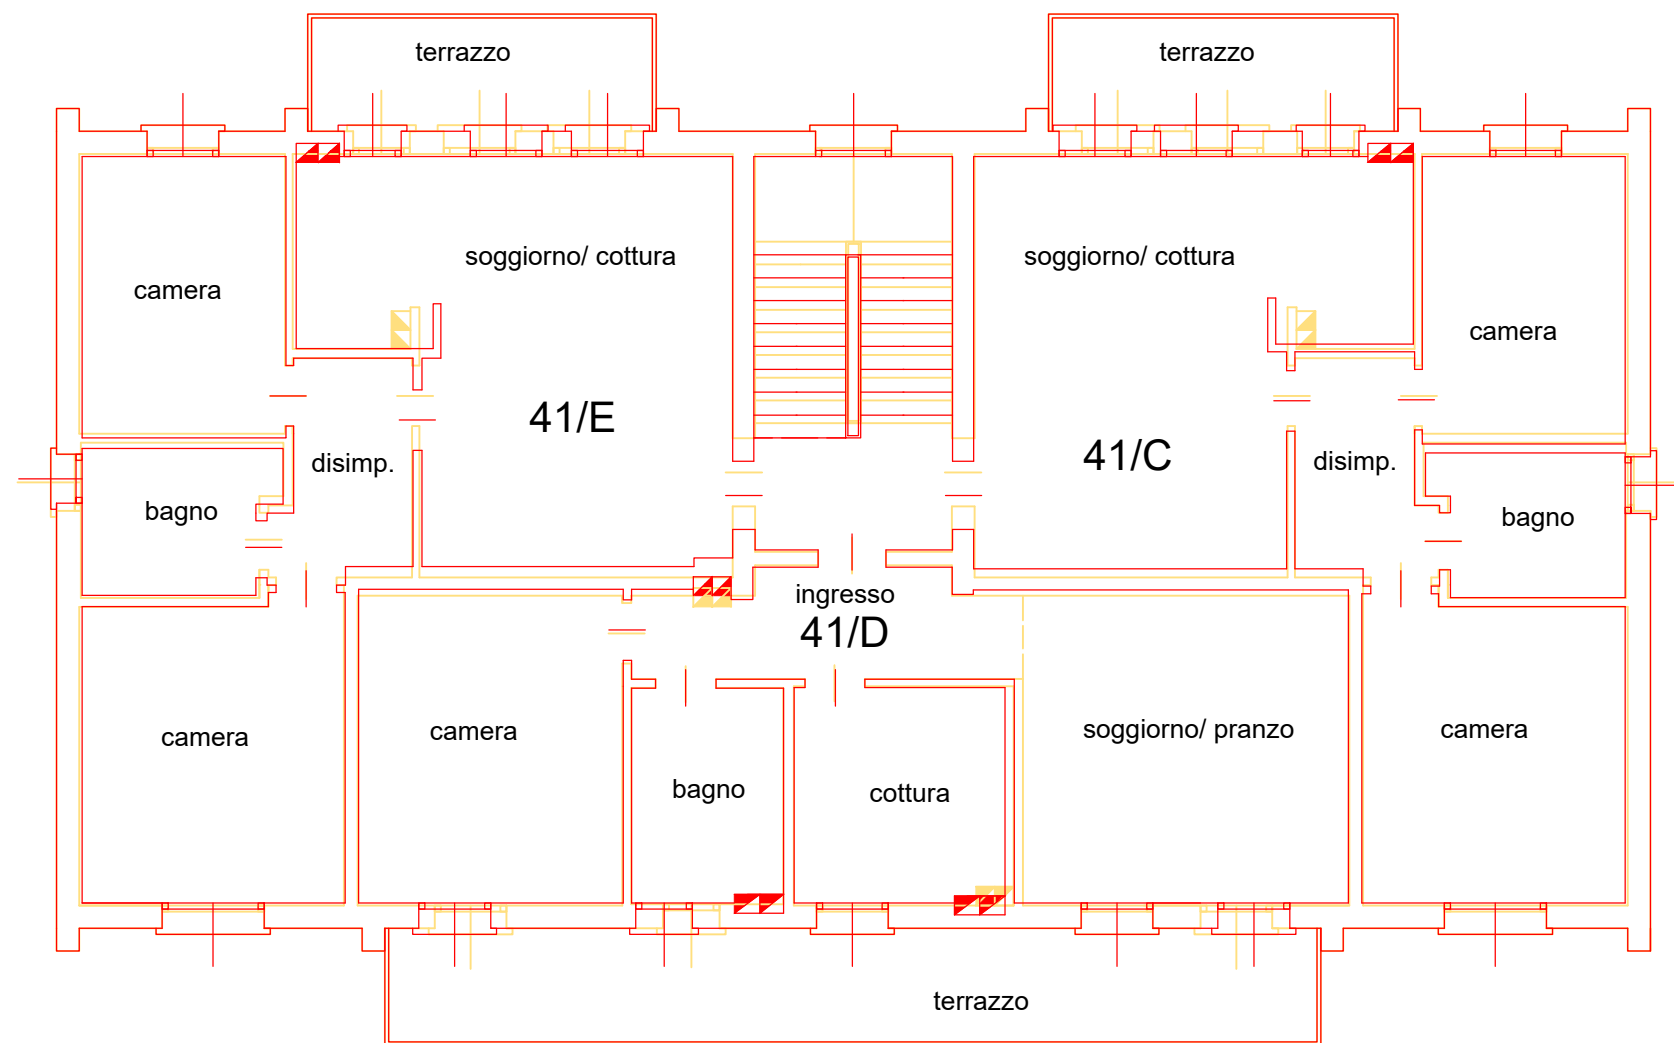 terrazzo
terrazzo
soggiorno/ cottura
soggiorno/ cottura
camera
camera
41/E
41/C
disimp.
disimp.
bagno
bagno
ingresso
41/D
camera
camera
soggiorno/ pranzo
camera
bagno
cottura
terrazzo